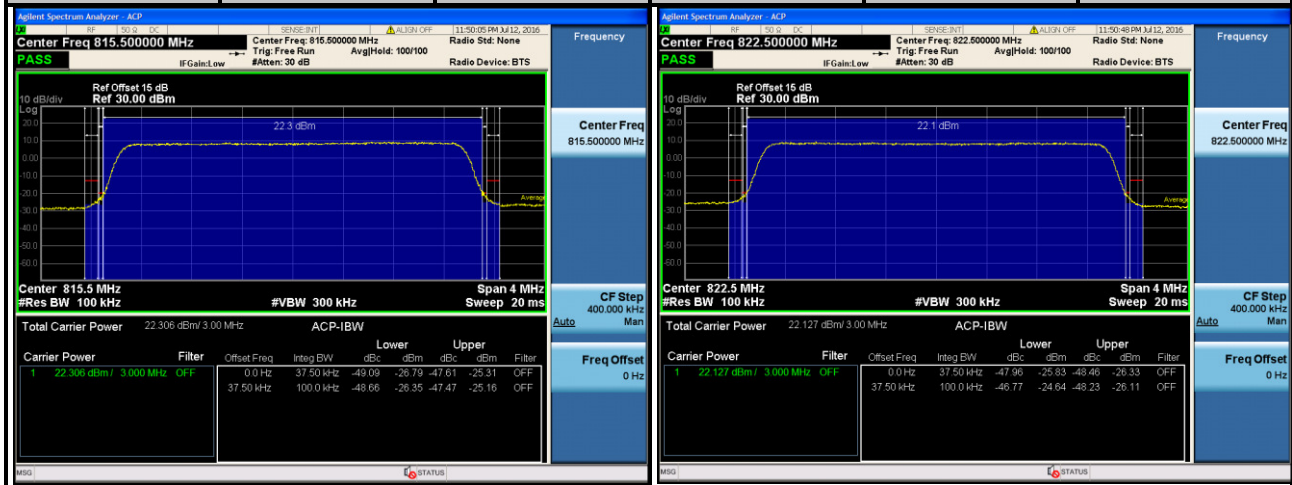 Agilent Spectrum Analyzer - ACP
RF 50 Ω DC SENSE:INT ALIGN OFF 11:50:05 PM Jul 12, 2016
Center Freq 815.500000 MHz Center Freq: 815.500000 MHz Radio Std: None
Trig: Free Run Avg|Hold: 100/100
PASS IFGain:Low #Atten: 30 dB Radio Device: BTS
Ref Offset 15 dB
10 dB/div Ref 30.00 dBm
Log
20.0
22.3 dBm
10.0
0.00
-10.0
-20.0
Average
-30.0
-40.0
-50.0
-60.0
Center 815.5 MHz Span 4 MHz
#Res BW 100 kHz #VBW 300 kHz Sweep 20 ms
Total Carrier Power 22.306 dBm/ 3.00 MHz ACP-IBW
Lower Upper
Carrier Power Filter Offset Freq Integ BW dBc dBm dBc dBm Filter
1 22.306 dBm / 3.000 MHz OFF 0.0 Hz 37.50 kHz -49.09 -26.79 -47.61 -25.31 OFF
37.50 kHz 100.0 kHz -48.66 -26.35 -47.47 -25.16 OFF
MSG STATUS
Frequency
Center Freq
815.500000 MHz
CF Step
400.000 kHz
Auto Man
Freq Offset
0 Hz
Agilent Spectrum Analyzer - ACP
RF 50 Ω DC SENSE:INT ALIGN OFF 11:50:48 PM Jul 12, 2016
Center Freq 822.500000 MHz Center Freq: 822.500000 MHz Radio Std: None
Trig: Free Run Avg|Hold: 100/100
PASS IFGain:Low #Atten: 30 dB Radio Device: BTS
Ref Offset 15 dB
10 dB/div Ref 30.00 dBm
Log
20.0
22.1 dBm
10.0
0.00
-10.0
-20.0
Average
-30.0
-40.0
-50.0
-60.0
Center 822.5 MHz Span 4 MHz
#Res BW 100 kHz #VBW 300 kHz Sweep 20 ms
Total Carrier Power 22.127 dBm/ 3.00 MHz ACP-IBW
Lower Upper
Carrier Power Filter Offset Freq Integ BW dBc dBm dBc dBm Filter
1 22.127 dBm / 3.000 MHz OFF 0.0 Hz 37.50 kHz -47.96 -25.83 -48.46 -26.33 OFF
37.50 kHz 100.0 kHz -46.77 -24.64 -48.23 -26.11 OFF
MSG STATUS
Frequency
Center Freq
822.500000 MHz
CF Step
400.000 kHz
Auto Man
Freq Offset
0 Hz